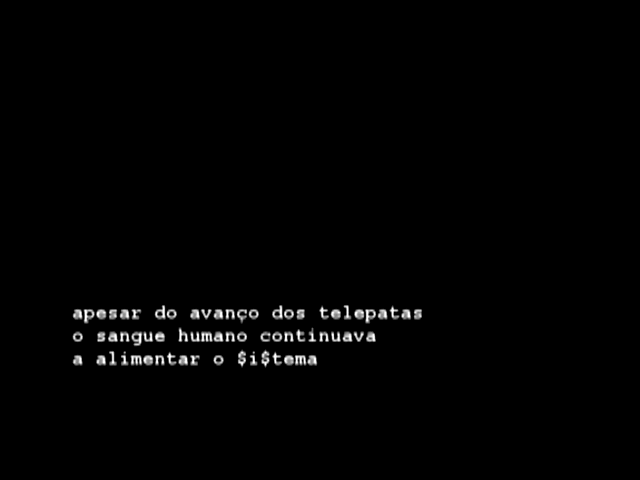 apesar do avanço dos telepatas
o sangue humano continuava
a alimentar o $i$tema